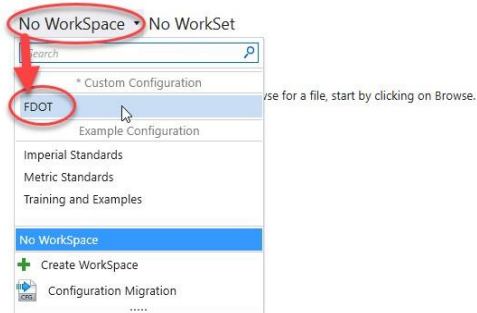 No WorkSpace No WorkSet
Search
* Custom Configuration
FDOT
se for a file, start by clicking on Browse.
Example Configuration
Imperial Standards
Metric Standards
Training and Examples
No WorkSpace
Create WorkSpace
CFG Configuration Migration